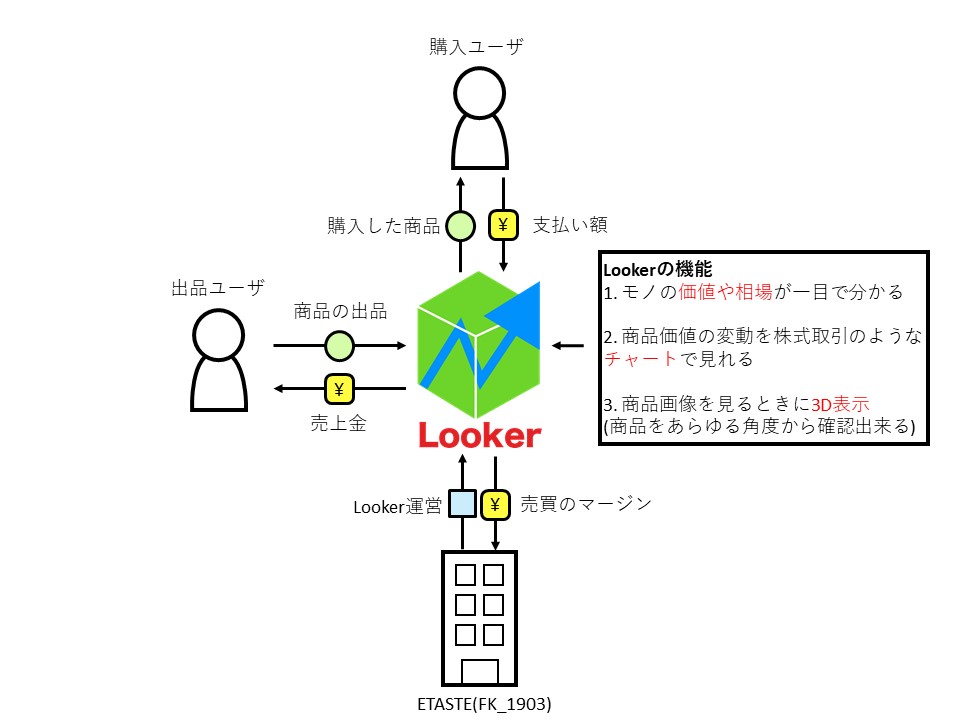 購入ユーザ
購入した商品
¥
支払い額
出品ユーザ
商品の出品
¥
売上金
Looker
Lookerの機能
1. モノの価値や相場が一目で分かる
2. 商品価値の変動を株式取引のような
チャートで見れる
3. 商品画像を見るときに3D表示
(商品をあらゆる角度から確認出来る)
Looker運営
¥
売買のマージン
ETASTE(FK_1903)